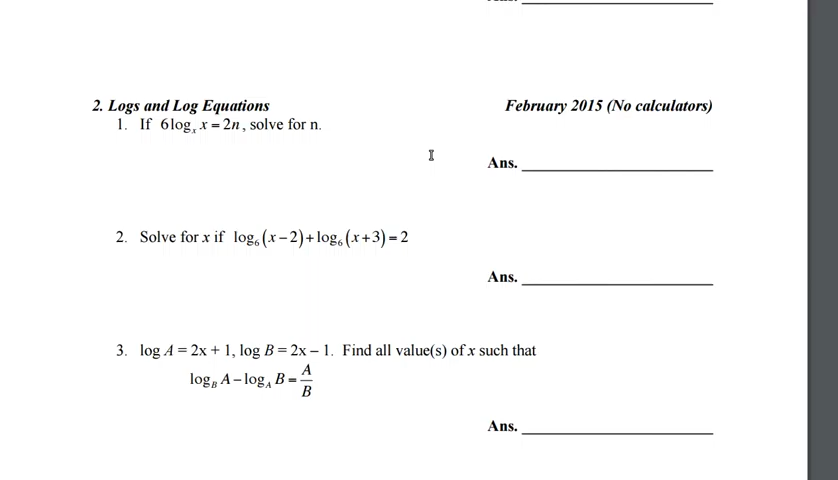 2. Logs and Log Equations February 2015 (No calculators)
1. If 6logₓ x = 2n, solve for n.
Ans.
2. Solve for x if log₆(x−2)+log₆(x+3)=2
Ans.
3. log A = 2x + 1, log B = 2x – 1. Find all value(s) of x such that
log_B A − log_A B = A/B
Ans.